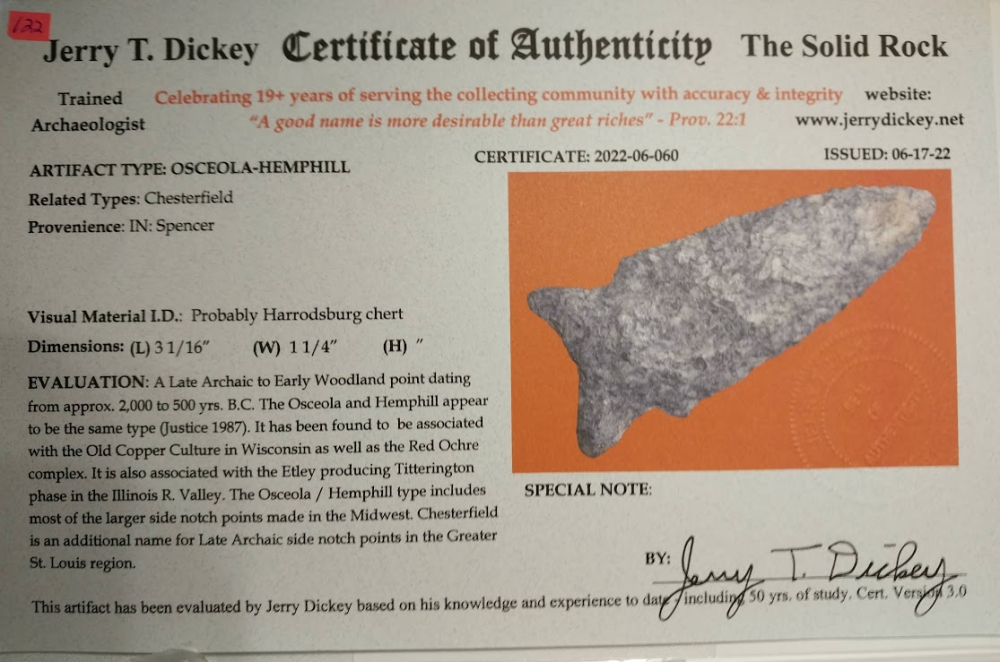 122
Jerry T. Dickey Certificate of Authenticity The Solid Rock
Trained Celebrating 19+ years of serving the collecting community with accuracy & integrity website:
Archaeologist "A good name is more desirable than great riches" - Prov. 22:1 www.jerrydickey.net
CERTIFICATE: 2022-06-060 ISSUED: 06-17-22
ARTIFACT TYPE: OSCEOLA-HEMPHILL
Related Types: Chesterfield
Provenience: IN: Spencer
Visual Material I.D.: Probably Harrodsburg chert
Dimensions: (L) 3 1/16" (W) 1 1/4" (H) "
EVALUATION: A Late Archaic to Early Woodland point dating
from approx. 2,000 to 500 yrs. B.C. The Osceola and Hemphill appear
to be the same type (Justice 1987). It has been found to be associated
with the Old Copper Culture in Wisconsin as well as the Red Ochre
complex. It is also associated with the Etley producing Titterington
phase in the Illinois R. Valley. The Osceola / Hemphill type includes
most of the larger side notch points made in the Midwest. Chesterfield
is an additional name for Late Archaic side notch points in the Greater
St. Louis region.
SPECIAL NOTE:
BY: Jerry T. Dickey
This artifact has been evaluated by Jerry Dickey based on his knowledge and experience to date, including 50 yrs. of study. Cert. Version 3.0